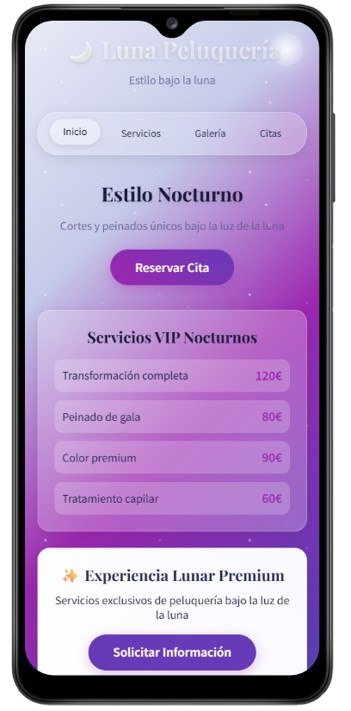 🌙 Luna Peluquería
Estilo bajo la luna
Inicio Servicios Galería Citas
Estilo Nocturno
Cortes y peinados únicos bajo la luz de la luna
Reservar Cita
Servicios VIP Nocturnos
Transformación completa 120€
Peinado de gala 80€
Color premium 90€
Tratamiento capilar 60€
✨ Experiencia Lunar Premium
Servicios exclusivos de peluquería bajo la luz de
la luna
Solicitar Información